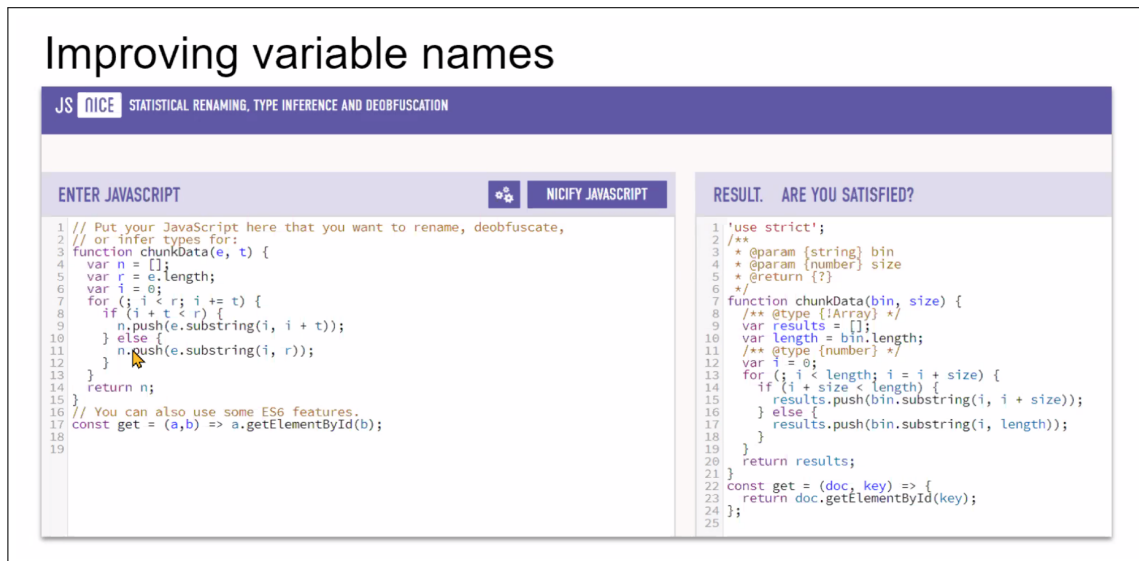 Improving variable names
JS NICE STATISTICAL RENAMING, TYPE INFERENCE AND DEOBFUSCATION
ENTER JAVASCRIPT
NICIFY JAVASCRIPT
1 // Put your JavaScript here that you want to rename, deobfuscate,
2 // or infer types for:
3 function chunkData(e, t) {
4   var n = [];
5   var r = e.length;
6   var i = 0;
7   for (; i < r; i += t) {
8     if (i + t < r) {
9       n.push(e.substring(i, i + t));
10     } else {
11       n.push(e.substring(i, r));
12     }
13   }
14   return n;
15 }
16 // You can also use some ES6 features.
17 const get = (a,b) => a.getElementById(b);
18
19
RESULT. ARE YOU SATISFIED?
1 'use strict';
2 /**
3  * @param {string} bin
4  * @param {number} size
5  * @return {?}
6  */
7 function chunkData(bin, size) {
8   /** @type {!Array} */
9   var results = [];
10   var length = bin.length;
11   /** @type {number} */
12   var i = 0;
13   for (; i < length; i = i + size) {
14     if (i + size < length) {
15       results.push(bin.substring(i, i + size));
16     } else {
17       results.push(bin.substring(i, length));
18     }
19   }
20   return results;
21 }
22 const get = (doc, key) => {
23   return doc.getElementById(key);
24 };
25